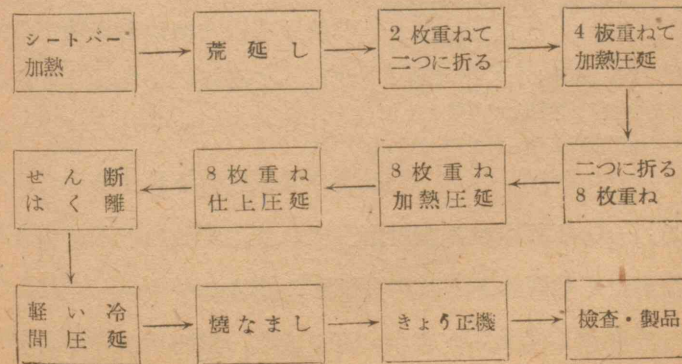 シートバー
加熱
荒延し
2枚重ねて
二つに折る
4板重ねて
加熱圧延
二つに折る
8枚重ね
8枚重ね
加熱圧延
8枚重ね
仕上圧延
せん断
はく離
軽い冷
間圧延
燒なまし
きょう正機
檢査・製品